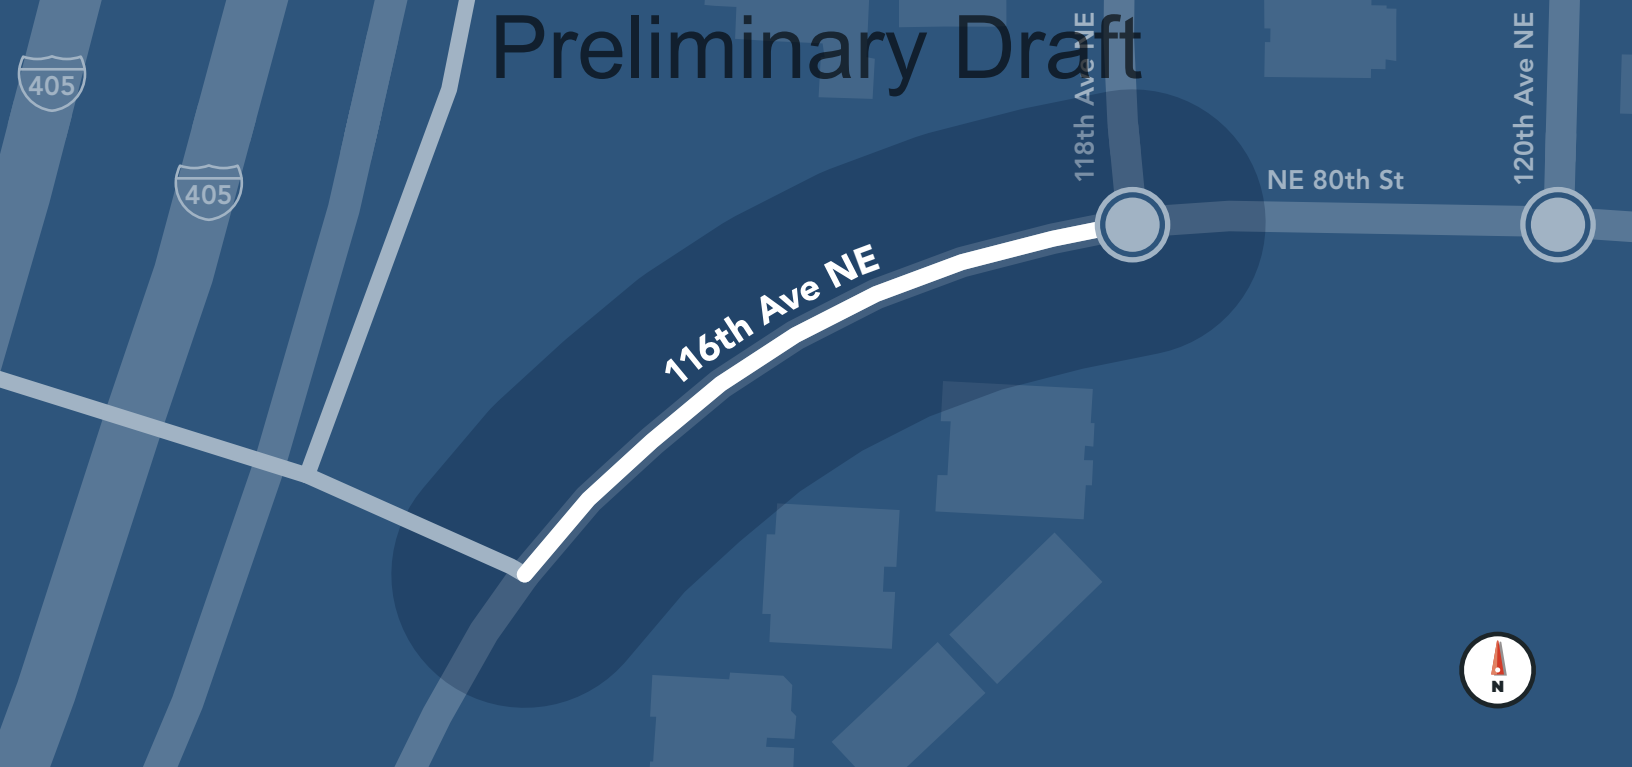 Preliminary Draft
405
405
118th Ave NE
120th Ave NE
NE 80th St
116th Ave NE
N